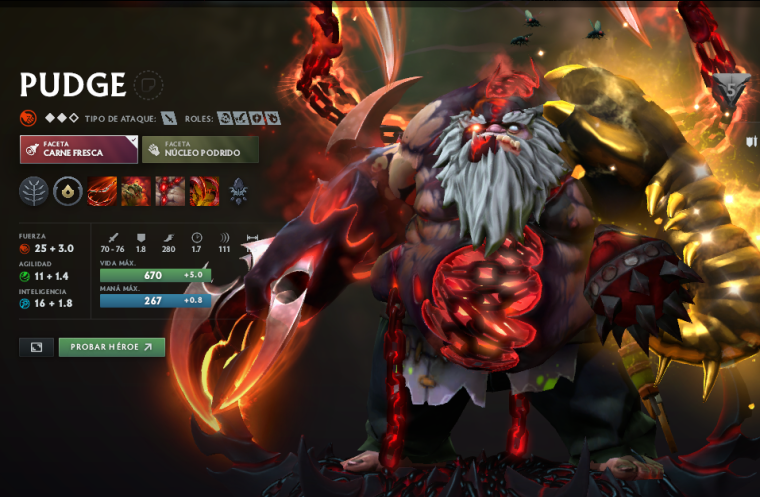 PUDGE
5
TIPO DE ATAQUE:
ROLES:
FACETA
CARNE FRESCA
FACETA
NÚCLEO PODRIDO
FUERZA
25 + 3.0
AGILIDAD
11 + 1.4
INTELIGENCIA
16 + 1.8
70 - 76
1.8
280
1.7
111
VIDA MÁX.
670 +5.0
MANÁ MÁX.
267 +0.8
PROBAR HÉROE